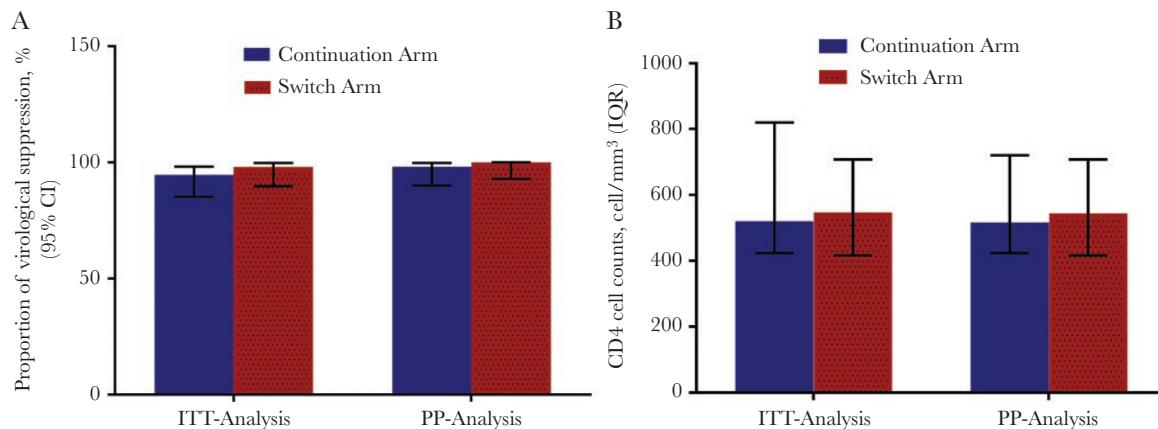 A
Proportion of virological suppression, %
(95% CI)
150
100
50
0
Continuation Arm
Switch Arm
ITT-Analysis
PP-Analysis
B
CD4 cell counts, cell/mm³ (IQR)
1000
800
600
400
200
0
Continuation Arm
Switch Arm
ITT-Analysis
PP-Analysis